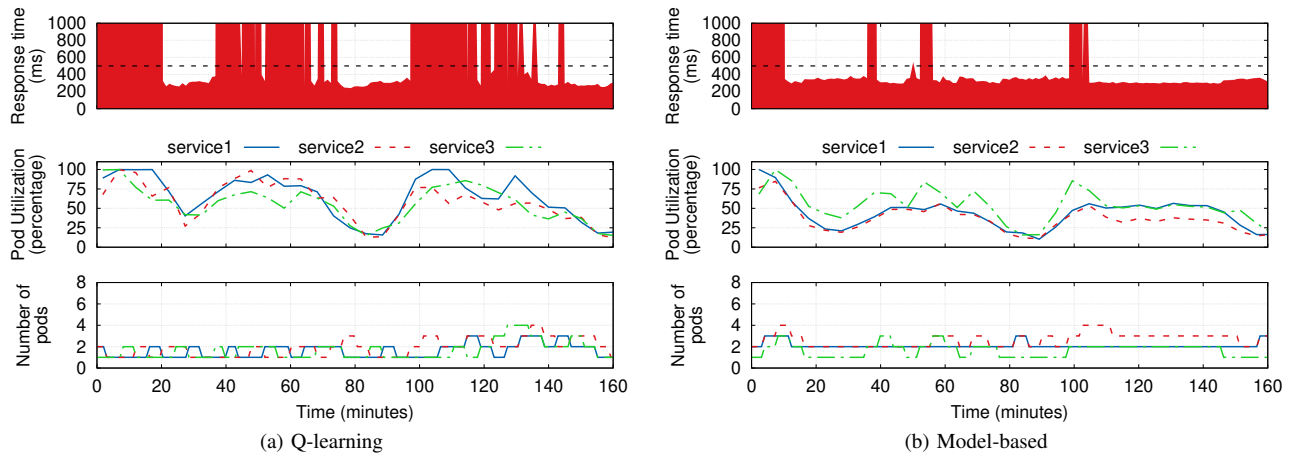 Response time
(ms)
1000
800
600
400
200
0
service1 service2 service3
Pod Utilization
(percentage)
100
75
50
25
0
Number of
pods
8
6
4
2
0
0 20 40 60 80 100 120 140 160
Time (minutes)
(a) Q-learning
Response time
(ms)
1000
800
600
400
200
0
service1 service2 service3
Pod Utilization
(percentage)
100
75
50
25
0
Number of
pods
8
6
4
2
0
0 20 40 60 80 100 120 140 160
Time (minutes)
(b) Model-based